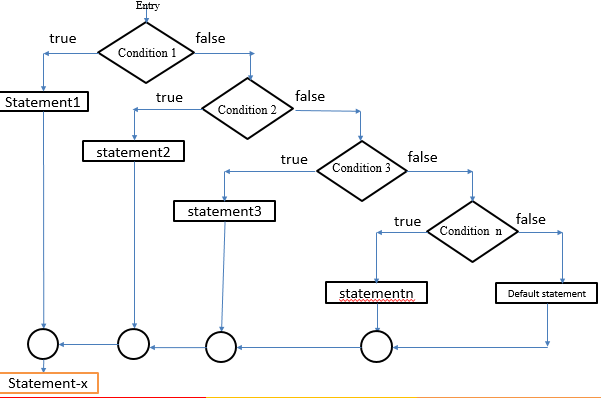 Entry
true
false
Condition 1
Statement1
true
false
Condition 2
statement2
true
false
Condition 3
statement3
true
false
Condition n
statementn
Default statement
Statement-x